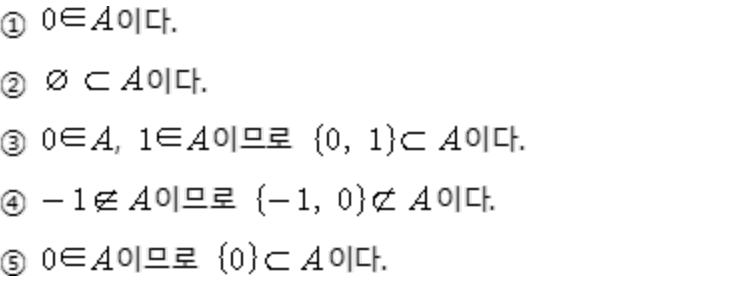 ① 0∈A이다.
② ∅ ⊂ A이다.
③ 0∈A, 1∈A이므로 {0, 1}⊂ A이다.
④ −1∉A이므로 {−1, 0}⊄ A이다.
⑤ 0∈A이므로 {0}⊂ A이다.